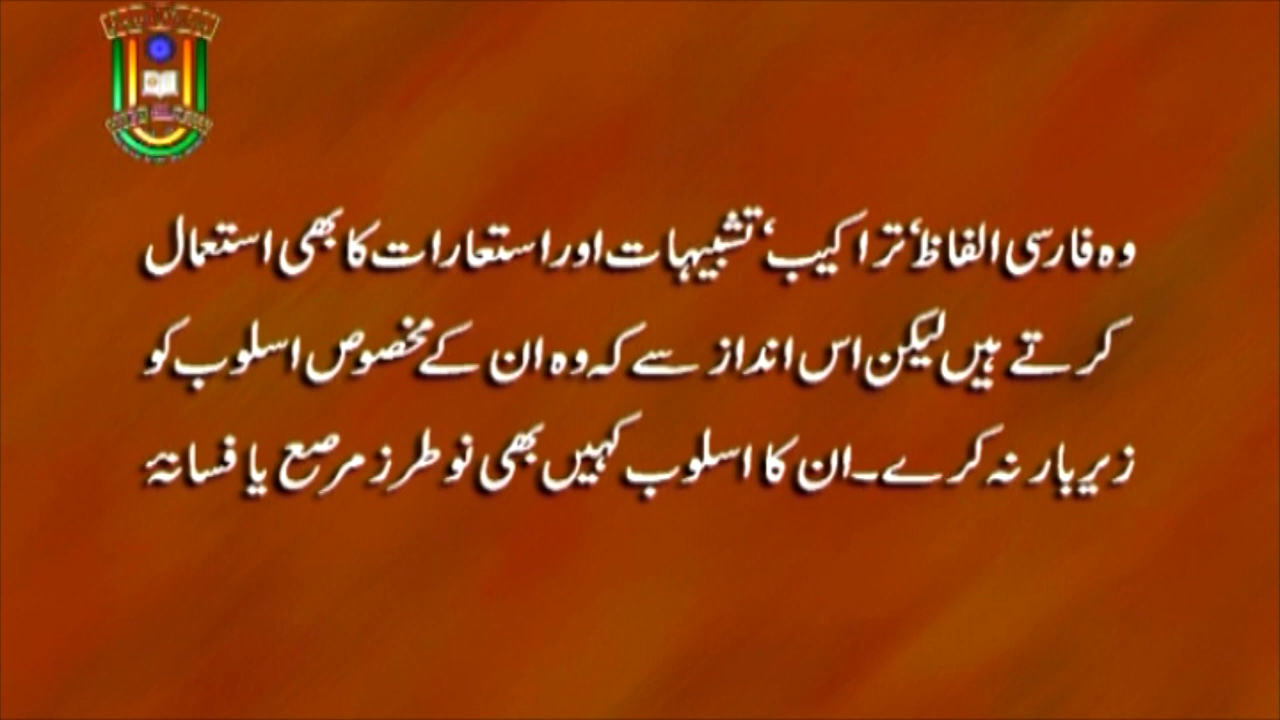 وہ فارسی الفاظ‘ تراکیب‘ تشبیہات اور استعارات کا بھی استعمال
کرتے ہیں لیکن اس انداز سے کہ وہ ان کے مخصوص اسلوب کو
زیر بار نہ کرے۔ ان کا اسلوب کہیں بھی نو طرز مرصع یا فسانۂ